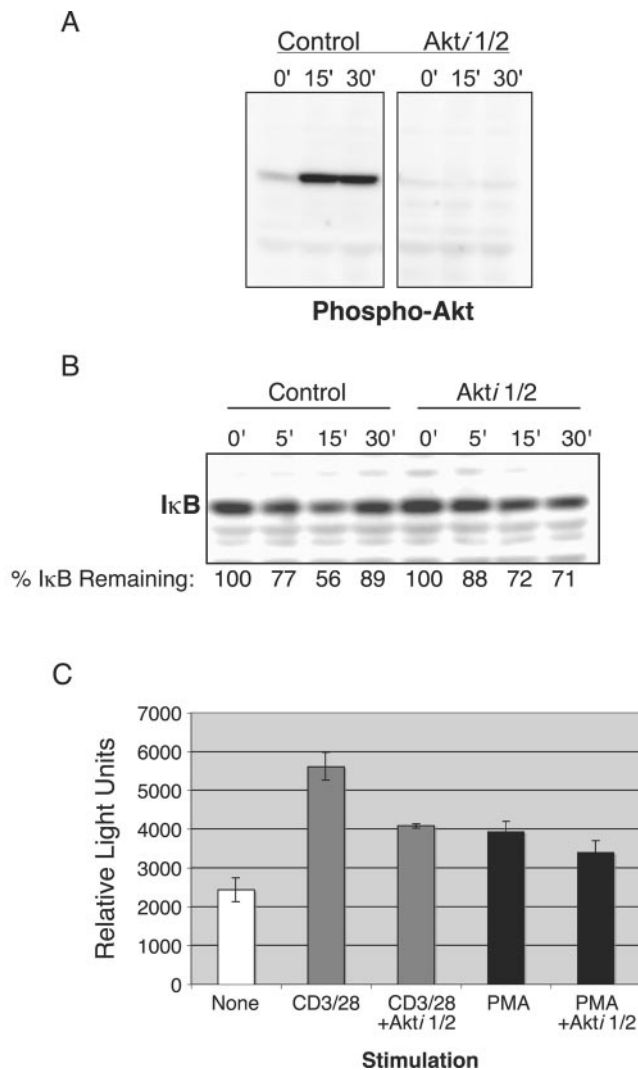 A
Control Akti 1/2
0' 15' 30' 0' 15' 30'
Phospho-Akt
B
Control Akti 1/2
0' 5' 15' 30' 0' 5' 15' 30'
IκB
% IκB Remaining: 100 77 56 89 100 88 72 71
C
Relative Light Units
7000
6000
5000
4000
3000
2000
1000
0
None CD3/28 CD3/28 PMA PMA
+Akti 1/2 +Akti 1/2
Stimulation